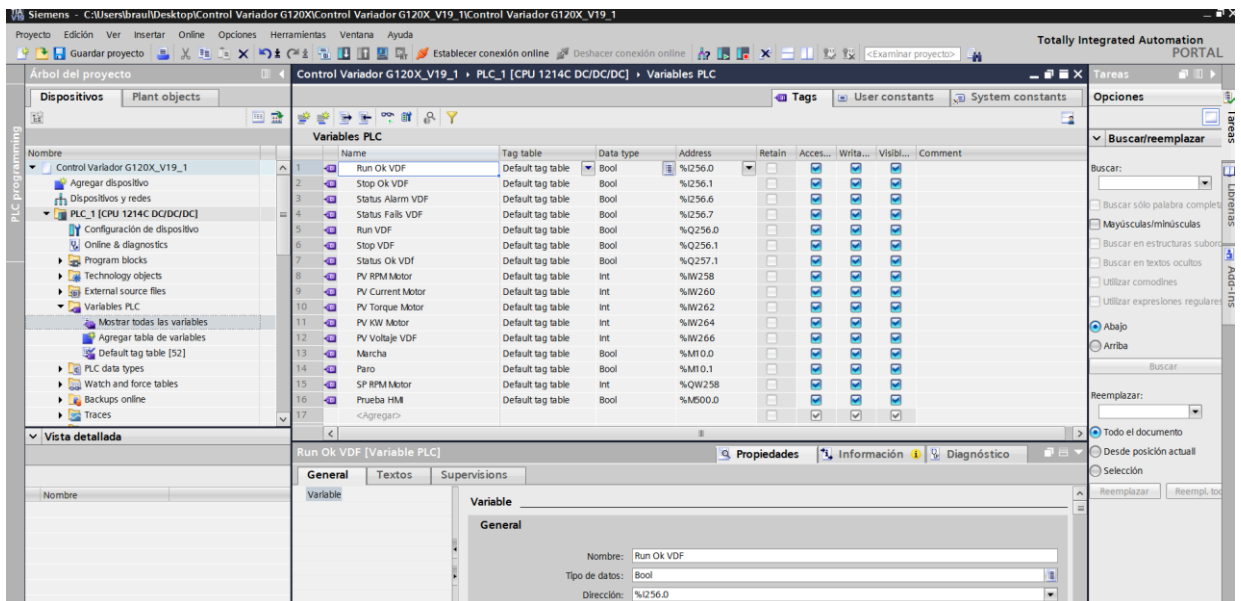 Siemens - C:\Users\braul\Desktop\Control Variador G120X\Control Variador G120X_V19_1\Control Variador G120X_V19_1
Proyecto Edición Ver Insertar Online Opciones Herramientas Ventana Ayuda
Totally Integrated Automation
PORTAL
Guardar proyecto Establecer conexión online Deshacer conexión online <Examinar proyecto>
Árbol del proyecto
Control Variador G120X_V19_1 PLC_1 [CPU 1214C DC/DC/DC] Variables PLC
Tareas
Dispositivos Plant objects
Tags User constants System constants
Opciones
Variables PLC
Buscar/reemplazar
Nombre
Name Tag table Data type Address Retain Acces... Writa... Visibl... Comment
1 Run Ok VDF Default tag table Bool %I256.0
2 Stop Ok VDF Default tag table Bool %I256.1
3 Status Alarm VDF Default tag table Bool %I256.6
4 Status Falls VDF Default tag table Bool %I256.7
5 Run VDF Default tag table Bool %Q256.0
6 Stop VDF Default tag table Bool %Q256.1
7 Status Ok VDf Default tag table Bool %Q257.1
8 PV RPM Motor Default tag table Int %IW258
9 PV Current Motor Default tag table Int %IW260
10 PV Torque Motor Default tag table Int %IW262
11 PV KW Motor Default tag table Int %IW264
12 PV Voltaje VDF Default tag table Int %IW266
13 Marcha Default tag table Bool %M10.0
14 Paro Default tag table Bool %M10.1
15 SP RPM Motor Default tag table Int %QW258
16 Prueba HMI Default tag table Bool %M500.0
17 <Agregar>
Control Variador G120X_V19_1
Agregar dispositivo
Dispositivos y redes
PLC_1 [CPU 1214C DC/DC/DC]
Configuración de dispositivo
Online & diagnostics
Program blocks
Technology objects
External source files
Variables PLC
Mostrar todas las variables
Agregar tabla de variables
Default tag table [52]
PLC data types
Watch and force tables
Backups online
Traces
Vista detallada
Nombre
PLC programming
Run Ok VDF [Variable PLC]
Propiedades Información Diagnóstico
General Textos Supervisions
Variable
Variable
General
Nombre: Run Ok VDF
Tipo de datos: Bool
Dirección: %I256.0
Buscar:
Buscar sólo palabra complet
Mayúsculas/minúsculas
Buscar en estructuras subor
Buscar en textos ocultos
Utilizar comodines
Utilizar expresiones regulare
Abajo
Arriba
Buscar
Reemplazar:
Todo el documento
Desde posición actuall
Selección
Reemplazar Reempl. tod
Tareas
Librerías
Add-Ins